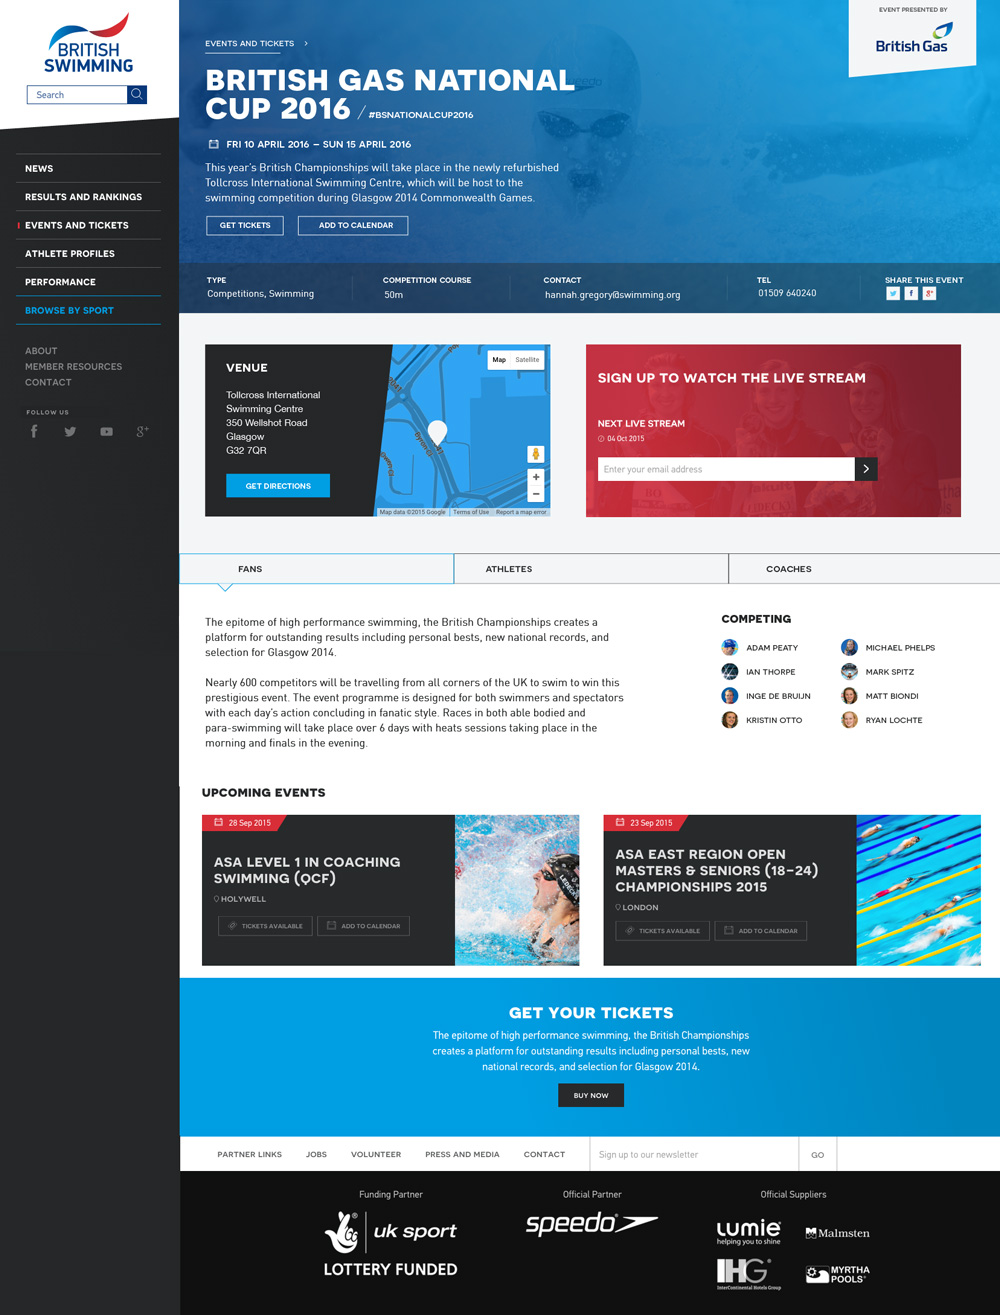 BRITISH
SWIMMING
Search
NEWS
RESULTS AND RANKINGS
EVENTS AND TICKETS
ATHLETE PROFILES
PERFORMANCE
BROWSE BY SPORT
ABOUT
MEMBER RESOURCES
CONTACT
FOLLOW US
EVENTS AND TICKETS >
EVENT PRESENTED BY
British Gas
BRITISH GAS NATIONAL
CUP 2016 / #BSNATIONALCUP2016
speedo
FRI 10 APRIL 2016 – SUN 15 APRIL 2016
This year's British Championships will take place in the newly refurbished
Tollcross International Swimming Centre, which will be host to the
swimming competition during Glasgow 2014 Commonwealth Games.
GET TICKETS
ADD TO CALENDAR
TYPE
Competitions, Swimming
COMPETITION COURSE
50m
CONTACT
hannah.gregory@swimming.org
TEL
01509 640240
SHARE THIS EVENT
VENUE
Tollcross International
Swimming Centre
350 Wellshot Road
Glasgow
G32 7QR
GET DIRECTIONS
Map Satellite
Map data ©2015 Google Terms of Use Report a map error
SIGN UP TO WATCH THE LIVE STREAM
NEXT LIVE STREAM
04 Oct 2015
Enter your email address
FANS
ATHLETES
COACHES
The epitome of high performance swimming, the British Championships creates a
platform for outstanding results including personal bests, new national records, and
selection for Glasgow 2014.
Nearly 600 competitors will be travelling from all corners of the UK to swim to win this
prestigious event. The event programme is designed for both swimmers and spectators
with each day's action concluding in fanatic style. Races in both able bodied and
para-swimming will take place over 6 days with heats sessions taking place in the
morning and finals in the evening.
COMPETING
ADAM PEATY
MICHAEL PHELPS
IAN THORPE
MARK SPITZ
INGE DE BRUIJN
MATT BIONDI
KRISTIN OTTO
RYAN LOCHTE
UPCOMING EVENTS
28 Sep 2015
ASA LEVEL 1 IN COACHING
SWIMMING (QCF)
HOLYWELL
TICKETS AVAILABLE
ADD TO CALENDAR
23 Sep 2015
ASA EAST REGION OPEN
MASTERS & SENIORS (18-24)
CHAMPIONSHIPS 2015
LONDON
TICKETS AVAILABLE
ADD TO CALENDAR
GET YOUR TICKETS
The epitome of high performance swimming, the British Championships
creates a platform for outstanding results including personal bests, new
national records, and selection for Glasgow 2014.
BUY NOW
PARTNER LINKS
JOBS
VOLUNTEER
PRESS AND MEDIA
CONTACT
Sign up to our newsletter
GO
Funding Partner
uk sport
LOTTERY FUNDED
Official Partner
speedo
Official Suppliers
LUMIE
helping you to shine
Malmsten
IHG
InterContinental Hotels Group
MYRTHA
POOLS